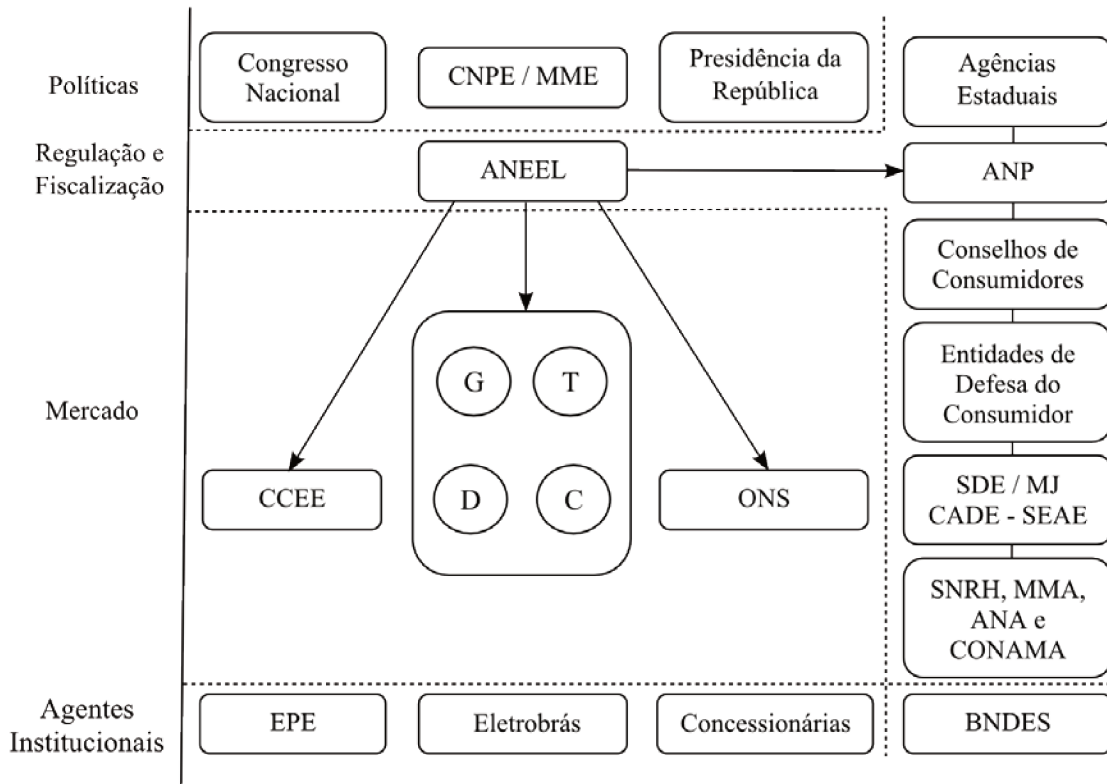 Políticas
Congresso
Nacional
CNPE / MME
Presidência da
República
Agências
Estaduais
Regulação e
Fiscalização
ANEEL
ANP
Conselhos de
Consumidores
Mercado
G
T
D
C
CCEE
ONS
Entidades de
Defesa do
Consumidor
SDE / MJ
CADE - SEAE
SNRH, MMA,
ANA e
CONAMA
Agentes
Institucionais
EPE
Eletrobrás
Concessionárias
BNDES